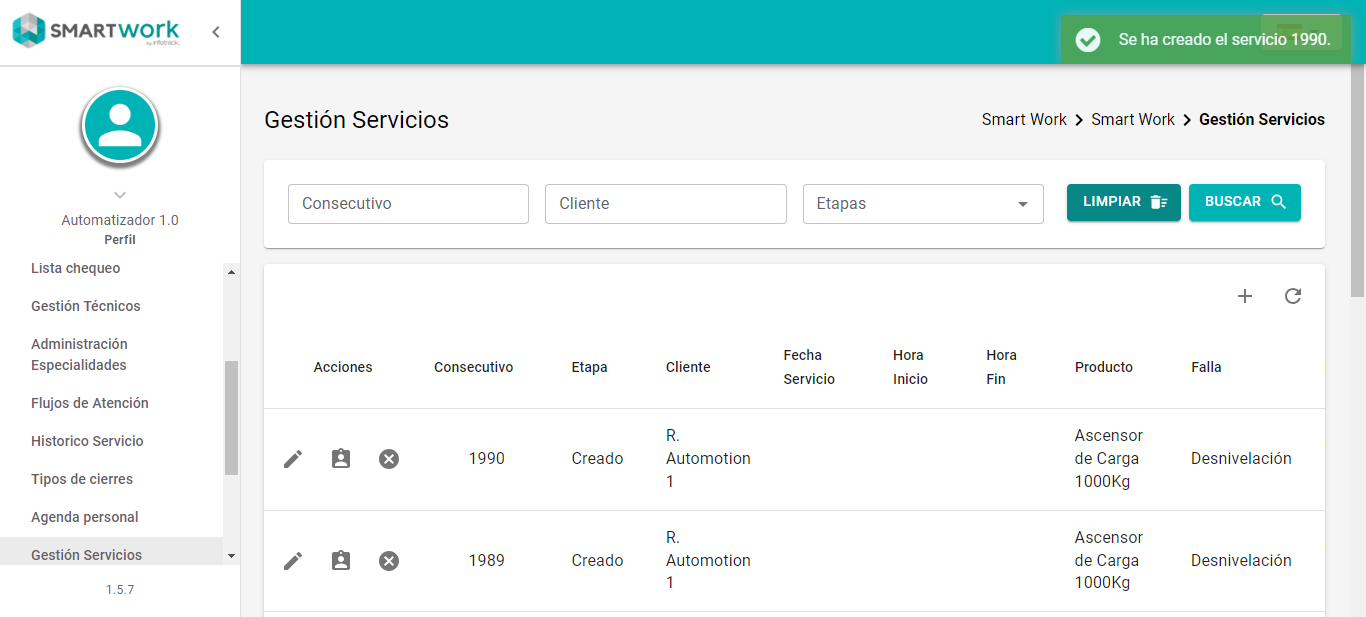 SMARTWORK
by infotrack.
Se ha creado el servicio 1990.
Automatizador 1.0
Perfil
Lista chequeo
Gestión Técnicos
Administración
Especialidades
Flujos de Atención
Historico Servicio
Tipos de cierres
Agenda personal
Gestión Servicios
1.5.7
Gestión Servicios
Smart Work > Smart Work > Gestión Servicios
Consecutivo
Cliente
Etapas
LIMPIAR
BUSCAR
Acciones
Consecutivo
Etapa
Cliente
Fecha
Servicio
Hora
Inicio
Hora
Fin
Producto
Falla
1990
Creado
R.
Automotion
1
Ascensor
de Carga
1000Kg
Desnivelación
1989
Creado
R.
Automotion
1
Ascensor
de Carga
1000Kg
Desnivelación